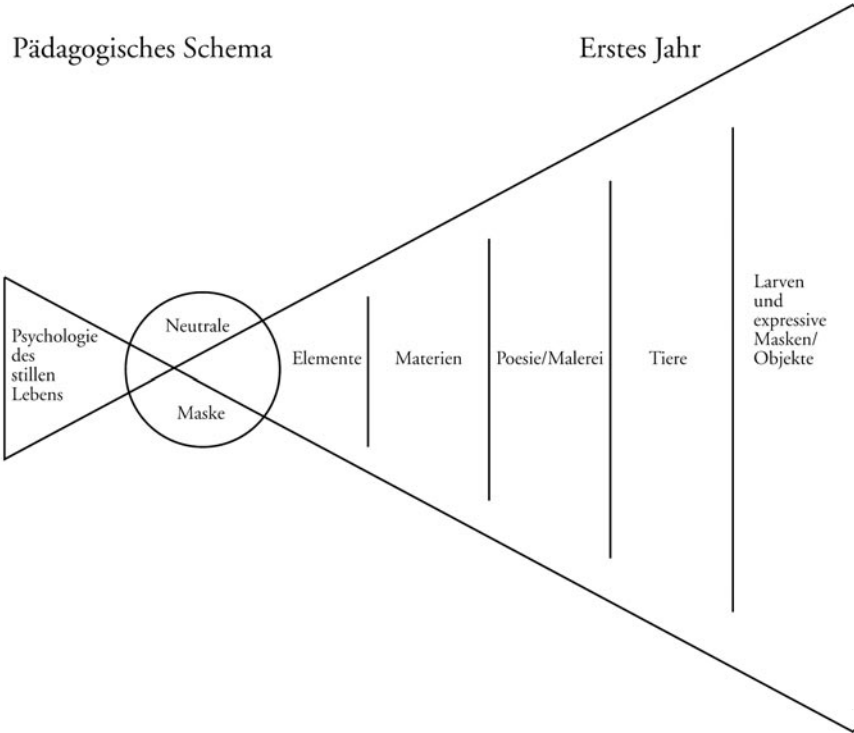 Pädagogisches Schema
Erstes Jahr
Psychologie
des
stillen
Lebens
Neutrale
Maske
Elemente
Materien
Poesie/Malerei
Tiere
Larven
und
expressive
Masken/
Objekte